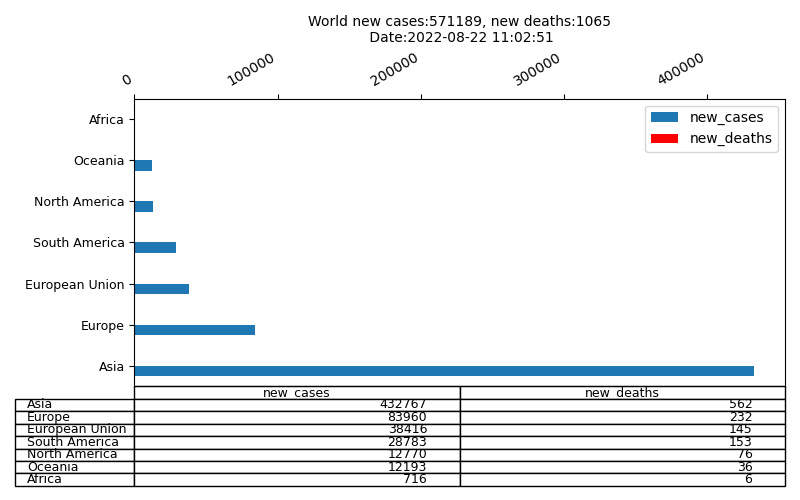 World new cases:571189, new deaths:1065
Date:2022-08-22 11:02:51
0 100000 200000 300000 400000
new_cases
new_deaths
Africa
Oceania
North America
South America
European Union
Europe
Asia
new_cases new_deaths
Asia 432767 562
Europe 83960 232
European Union 38416 145
South America 28783 153
North America 12770 76
Oceania 12193 36
Africa 716 6